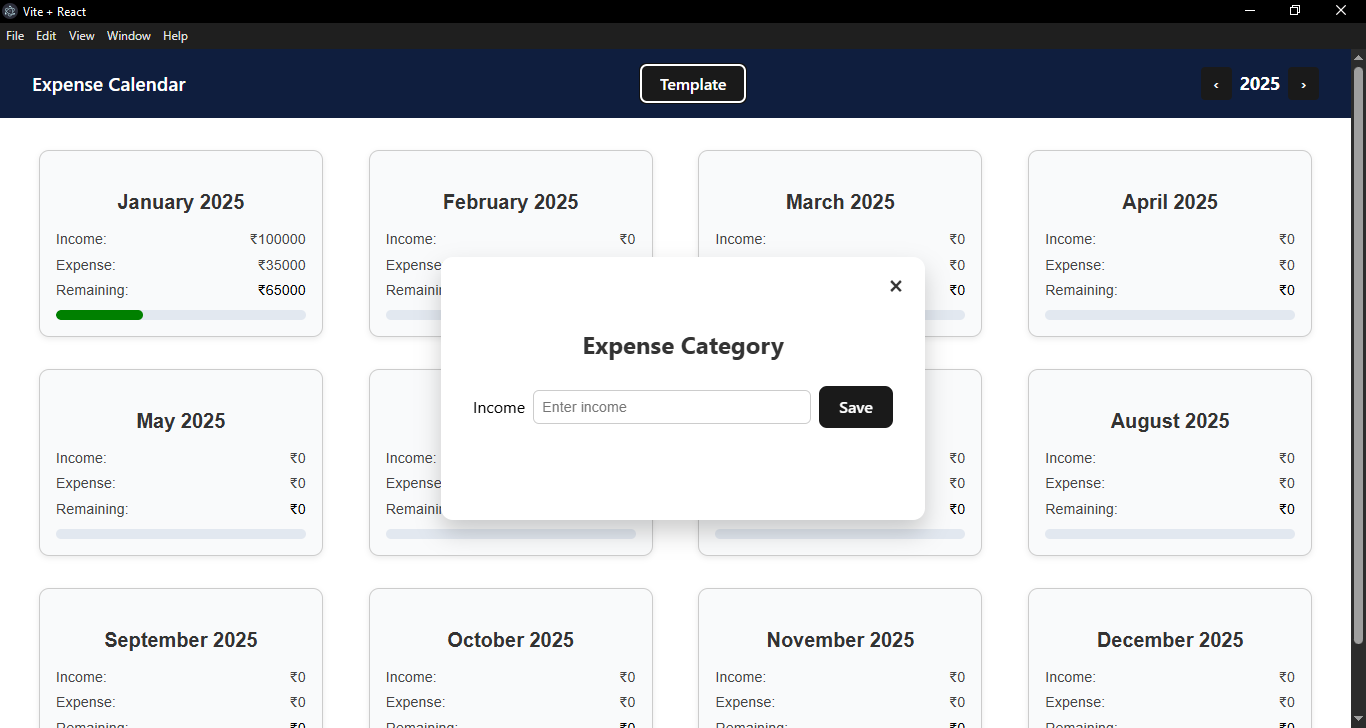 Vite + React
File Edit View Window Help
Expense Calendar
Template
‹ 2025 ›
January 2025
Income: ₹100000
Expense: ₹35000
Remaining: ₹65000
February 2025
Income: ₹0
Expense
Remaini
March 2025
Income: ₹0
₹0
₹0
April 2025
Income: ₹0
Expense: ₹0
Remaining: ₹0
×
Expense Category
Income Enter income Save
May 2025
Income: ₹0
Expense: ₹0
Remaining: ₹0
Income:
Expense
Remaini
₹0
₹0
₹0
August 2025
Income: ₹0
Expense: ₹0
Remaining: ₹0
September 2025
Income: ₹0
Expense: ₹0
Remaining: ₹0
October 2025
Income: ₹0
Expense: ₹0
Remaining: ₹0
November 2025
Income: ₹0
Expense: ₹0
Remaining: ₹0
December 2025
Income: ₹0
Expense: ₹0
Remaining: ₹0